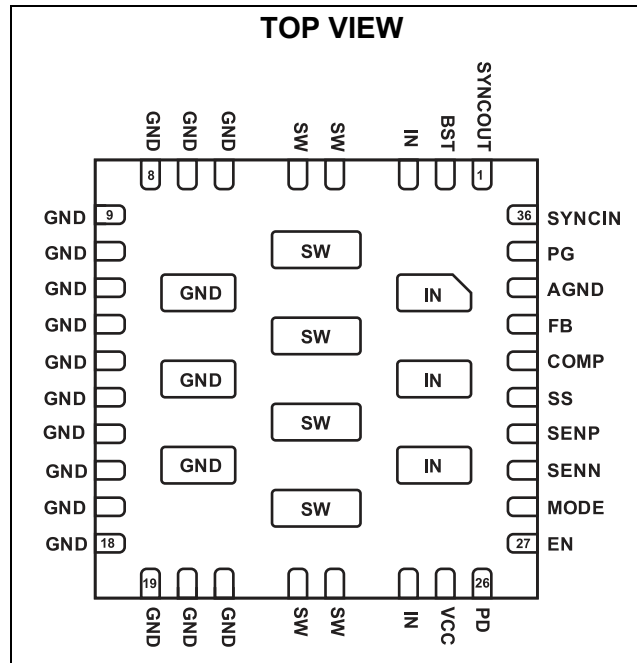 TOP VIEW
GND GND GND SW SW IN BST SYNCOUT
8 1
GND 9 36 SYNCIN
GND PG
SW
GND GND IN AGND
GND SW FB
GND GND IN COMP
GND SS
GND SW SENP
GND GND IN SENN
GND SW MODE
GND 18 27 EN
19 26
GND GND GND SW SW IN VCC PD